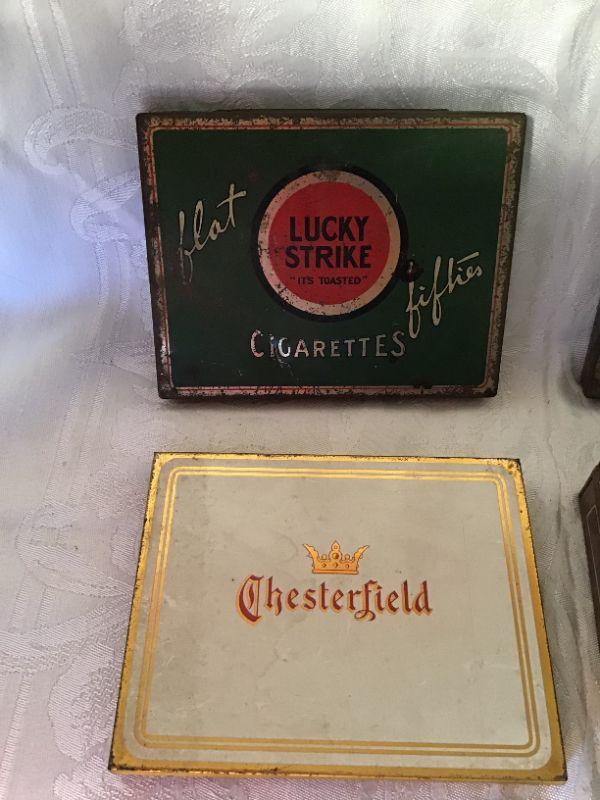 flat
LUCKY
STRIKE
"IT'S TOASTED"
fifties
CIGARETTES
Chesterfield